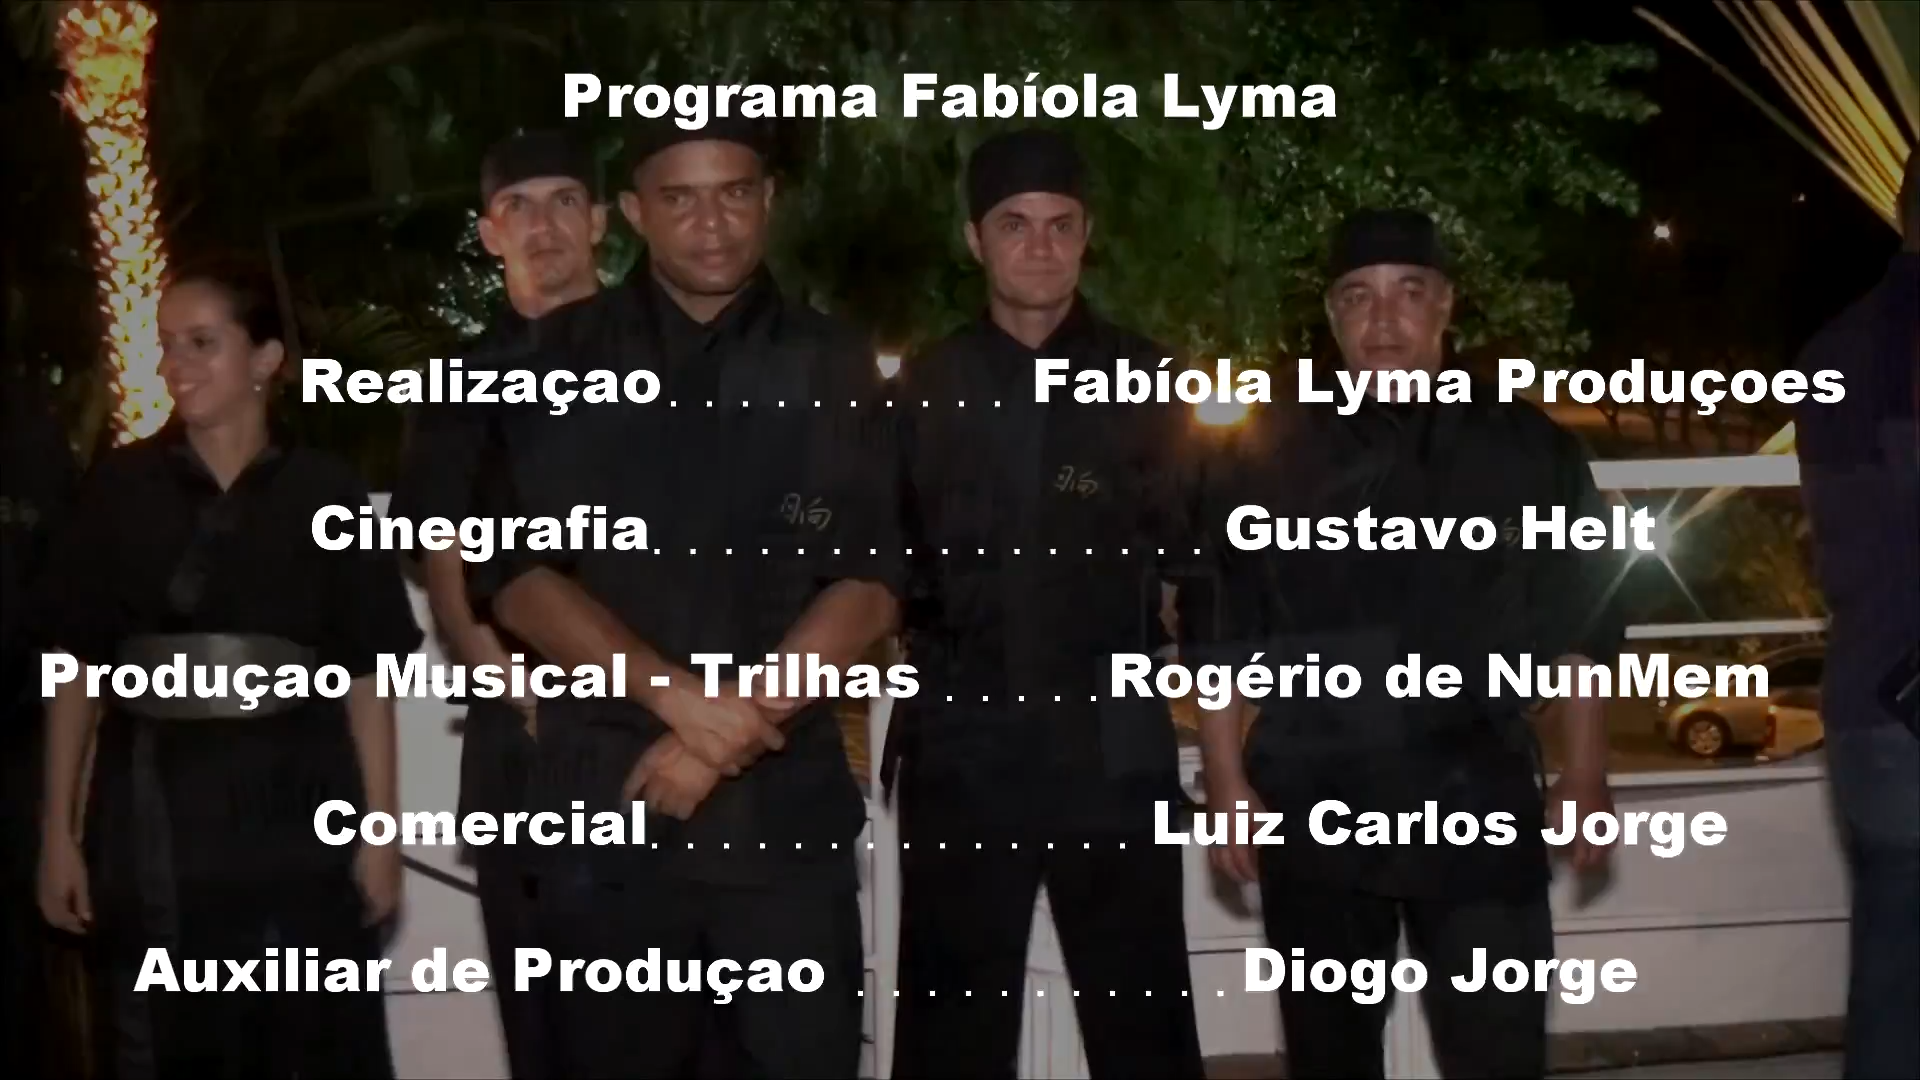 Programa Fabíola Lyma
Realizaçao. . . . . . . . . . Fabíola Lyma Produçoes
Cinegrafia. . . . . . . . . . . . . . . . Gustavo Helt
Produçao Musical - Trilhas . . . . . Rogério de NunMem
Comercial. . . . . . . . . . . . . . Luiz Carlos Jorge
Auxiliar de Produçao . . . . . . . . . . . Diogo Jorge